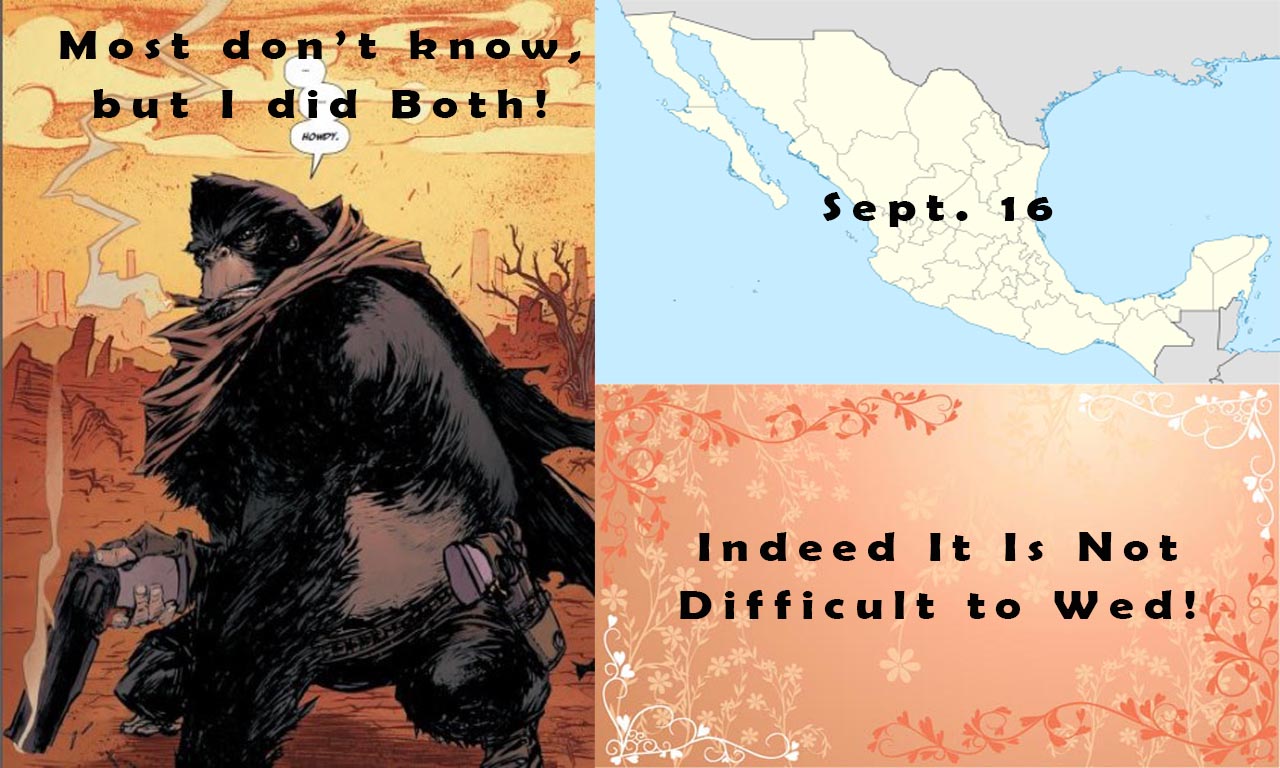 Most don't know,
but I did Both!
...
HOWDY.
Sept. 16
Indeed It Is Not
Difficult to Wed!